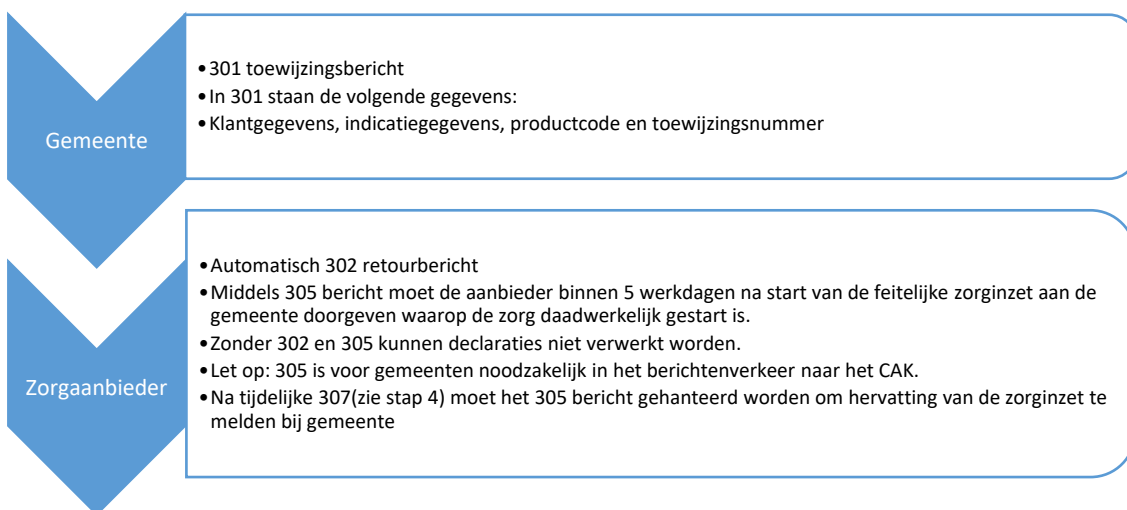 Gemeente
•301 toewijzingsbericht
•In 301 staan de volgende gegevens:
•Klantgegevens, indicatiegegevens, productcode en toewijzingsnummer
Zorgaanbieder
•Automatisch 302 retourbericht
•Middels 305 bericht moet de aanbieder binnen 5 werkdagen na start van de feitelijke zorginzet aan de
gemeente doorgeven waarop de zorg daadwerkelijk gestart is.
•Zonder 302 en 305 kunnen declaraties niet verwerkt worden.
•Let op: 305 is voor gemeenten noodzakelijk in het berichtenverkeer naar het CAK.
•Na tijdelijke 307(zie stap 4) moet het 305 bericht gehanteerd worden om hervatting van de zorginzet te
melden bij gemeente